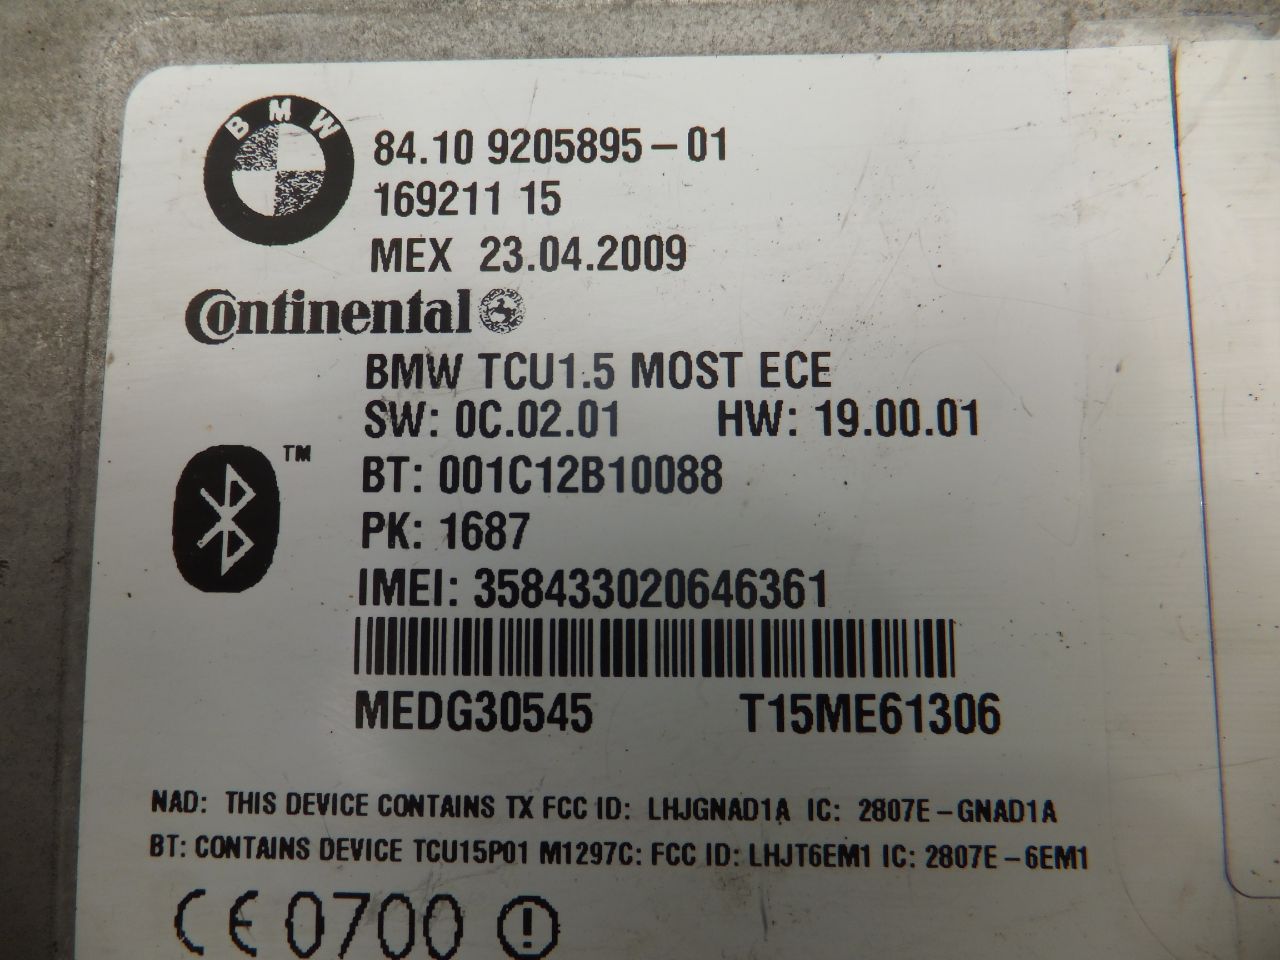 BMW
84.10 9205895-01
169211 15
MEX 23.04.2009
Continental
BMW TCU1.5 MOST ECE
SW: 0C.02.01 HW: 19.00.01
TM
BT: 001C12B10088
PK: 1687
IMEI: 358433020646361
MEDG30545 T15ME61306
NAD: THIS DEVICE CONTAINS TX FCC ID: LHJGNAD1A IC: 2807E-GNAD1A
BT: CONTAINS DEVICE TCU15P01 M1297C: FCC ID: LHJT6EM1 IC: 2807E-6EM1
CE 0700 !